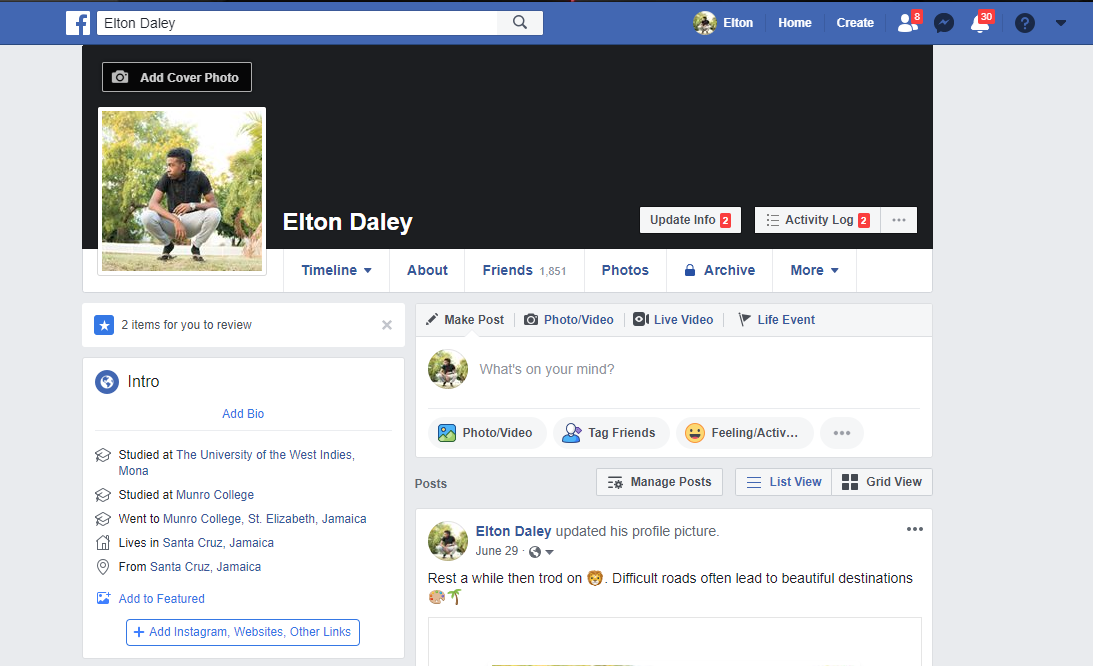 Elton Daley
Elton
Home
Create
8
30
Add Cover Photo
Elton Daley
Update Info 2
Activity Log 2
Timeline
About
Friends 1,851
Photos
Archive
More
2 items for you to review
Intro
Add Bio
Studied at The University of the West Indies,
Mona
Studied at Munro College
Went to Munro College, St. Elizabeth, Jamaica
Lives in Santa Cruz, Jamaica
From Santa Cruz, Jamaica
Add to Featured
+ Add Instagram, Websites, Other Links
Make Post
Photo/Video
Live Video
Life Event
What's on your mind?
Photo/Video
Tag Friends
Feeling/Activ...
Posts
Manage Posts
List View
Grid View
Elton Daley updated his profile picture.
June 29 ·
Rest a while then trod on 🦁. Difficult roads often lead to beautiful destinations
🎨🌴